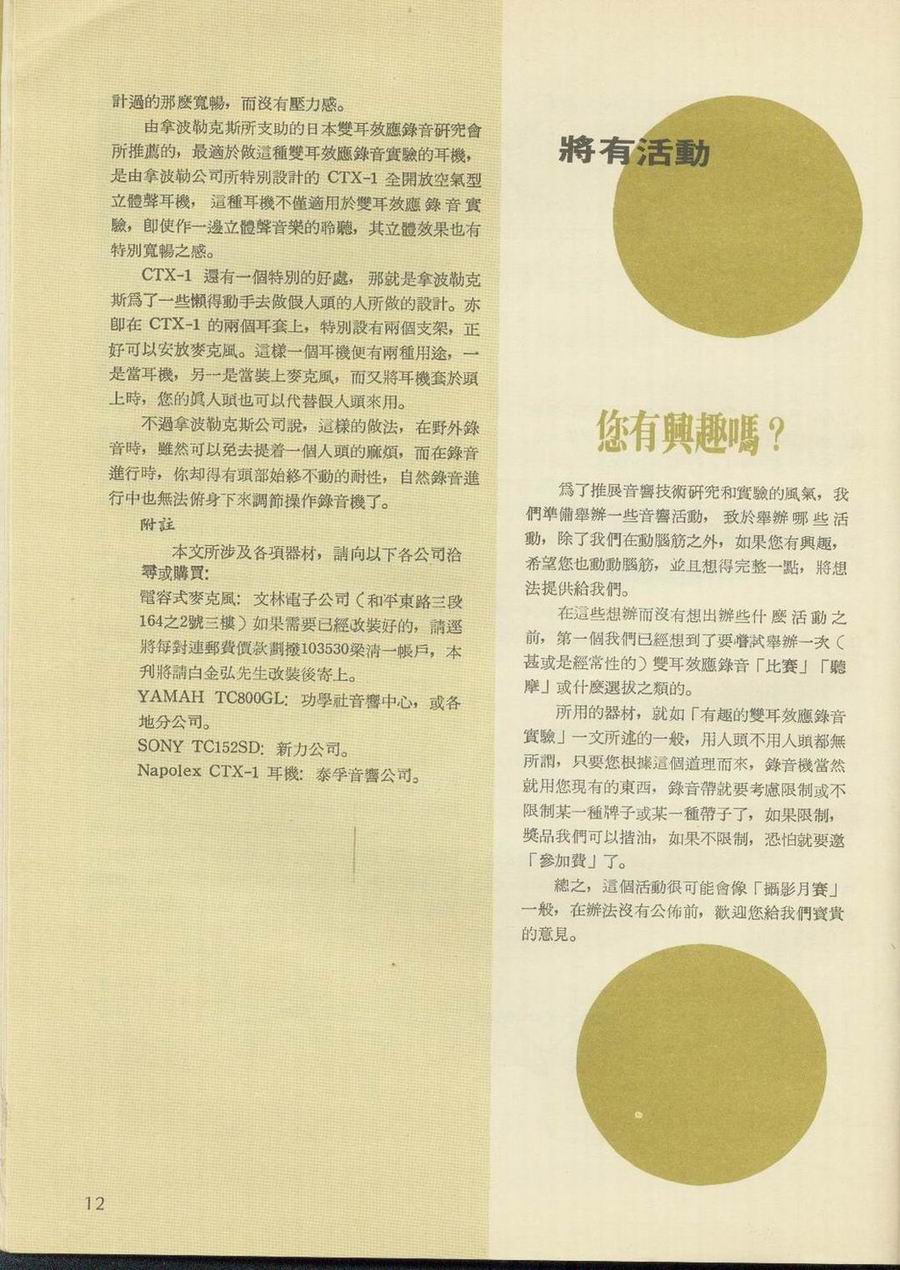 計過的那麽寬暢，而沒有壓力感。
由拿波勒克斯所支助的日本雙耳效應錄音研究會
所推薦的，最適於做這種雙耳效應錄音實驗的耳機，
是由拿波勒公司所特別設計的 CTX-1 全開放空氣型
立體聲耳機， 這種耳機不僅適用於雙耳效應錄音實
驗，卽使作一邊立體聲音樂的聆聽，其立體效果也有
特別寬暢之感。
CTX-1 還有一個特別的好處， 那就是拿波勒克
斯爲了一些懶得動手去做假人頭的人所做的設計。亦
卽在 CTX-1 的兩個耳套上，特別設有兩個支架，正
好可以安放麥克風。這樣一個耳機便有兩種用途，一
是當耳機，另一是當裝上麥克風，而又將耳機套於頭
上時，您的眞人頭也可以代替假人頭來用。
不過拿波勒克斯公司說，這樣的做法，在野外錄
音時，雖然可以免去提着一個人頭的麻煩，而在錄音
進行時，你却得有頭部始終不動的耐性，自然錄音進
行中也無法俯身下來調節操作錄音機了。
附註
本文所涉及各項器材，請向以下各公司洽
尋或購買：
電容式麥克風： 文林電子公司（和平東路三段
164之2號三樓）如果需要已經改裝好的，請逕
將每對連郵費價款劃撥103530梁清一帳戶，本
刋將請白金弘先生改裝後寄上。
YAMAH TC800GL： 功學社音響中心，或各
地分公司。
SONY TC152SD： 新力公司。
Napolex CTX-1 耳機： 泰孚音響公司。
12
將有活動
您有興趣嗎？
爲了推展音響技術研究和實驗的風氣，我
們準備舉辦一些音響活動， 致於舉辦哪些活
動，除了我們在動腦筋之外，如果您有興趣，
希望您也動動腦筋，並且想得完整一點，將想
法提供給我們。
在這些想辦而沒有想出辦些什麽活動之
前，第一個我們已經想到了要嚐試舉辦一次（
甚或是經常性的）雙耳效應錄音「比賽」「聽
摩」或什麽選拔之類的。
所用的器材，就如「有趣的雙耳效應錄音
實驗」一文所述的一般，用人頭不用人頭都無
所謂，只要您根據這個道理而來，錄音機當然
就用您現有的東西，錄音帶就要考慮限制或不
限制某一種牌子或某一種帶子了，如果限制，
獎品我們可以揩油，如果不限制，恐怕就要邀
「參加費」了。
總之，這個活動很可能會像「攝影月賽」
一般，在辦法沒有公佈前，歡迎您給我們寶貴
的意見。